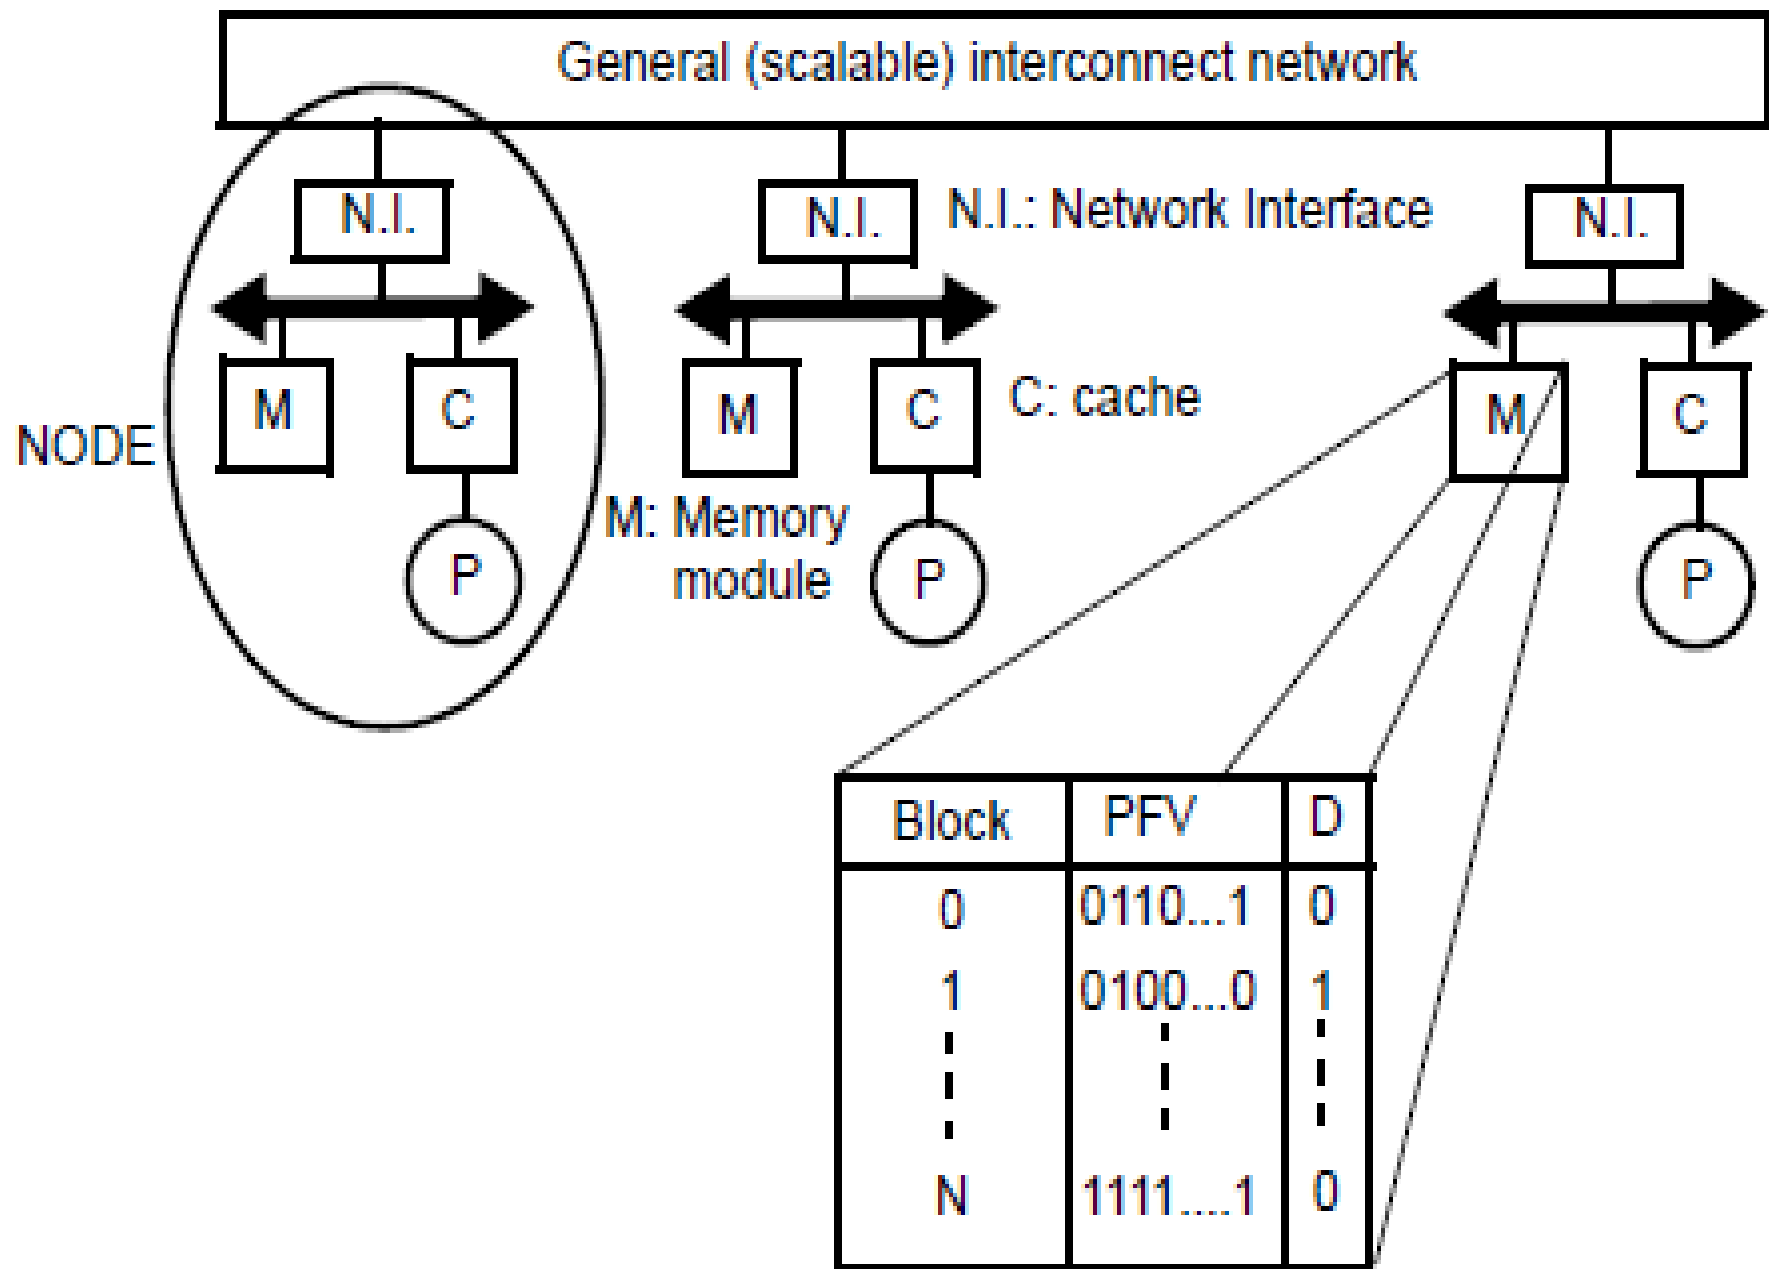 General (scalable) interconnect network
N.I. N.I. N.I.: Network Interface N.I.
M C M C C: cache M C
NODE
M: Memory
module
P P P
Block PFV D
0 0110...1 0
1 0100...0 1
N 1111....1 0